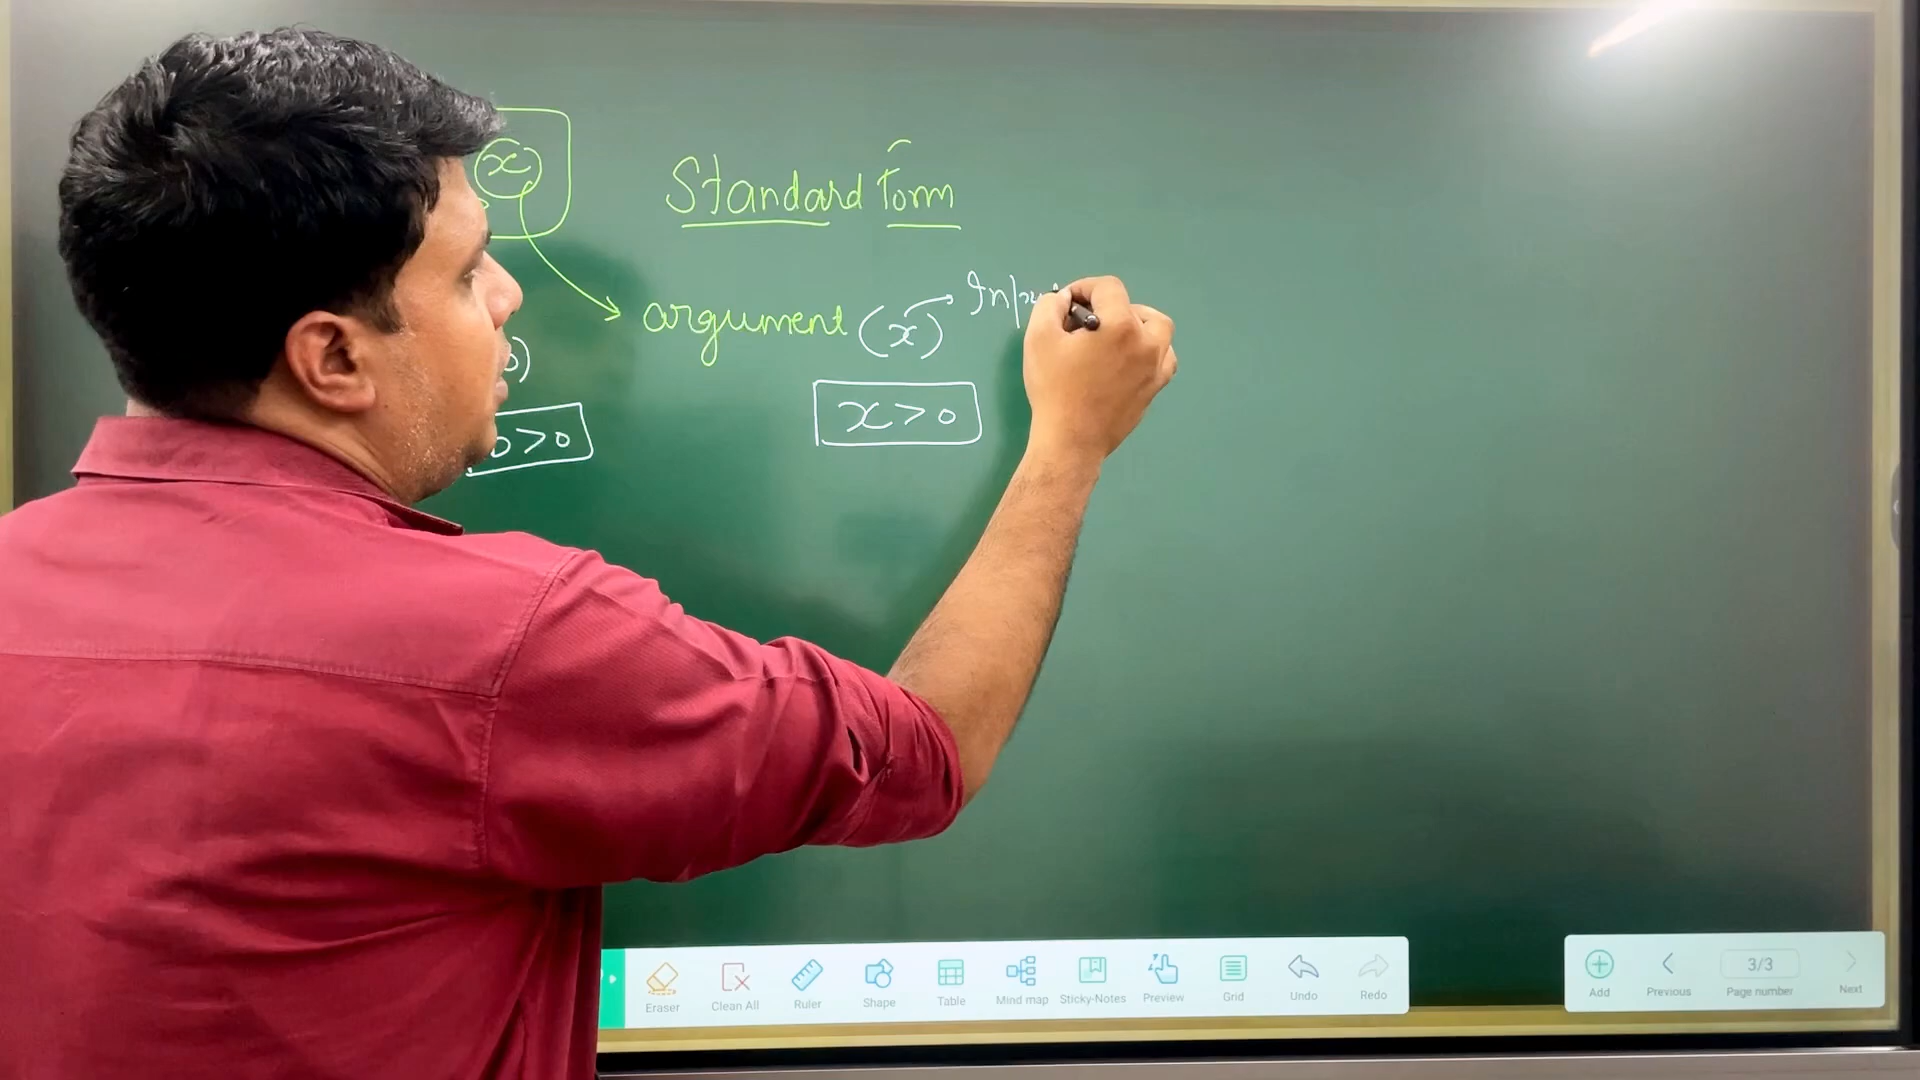 x
Standard Form
argument (x) Input
b)
b > 0
x > 0
Eraser
Clean All
Ruler
Shape
Table
Mind map
Sticky-Notes
Preview
Grid
Undo
Redo
Add
Previous
3/3
Page number
Next